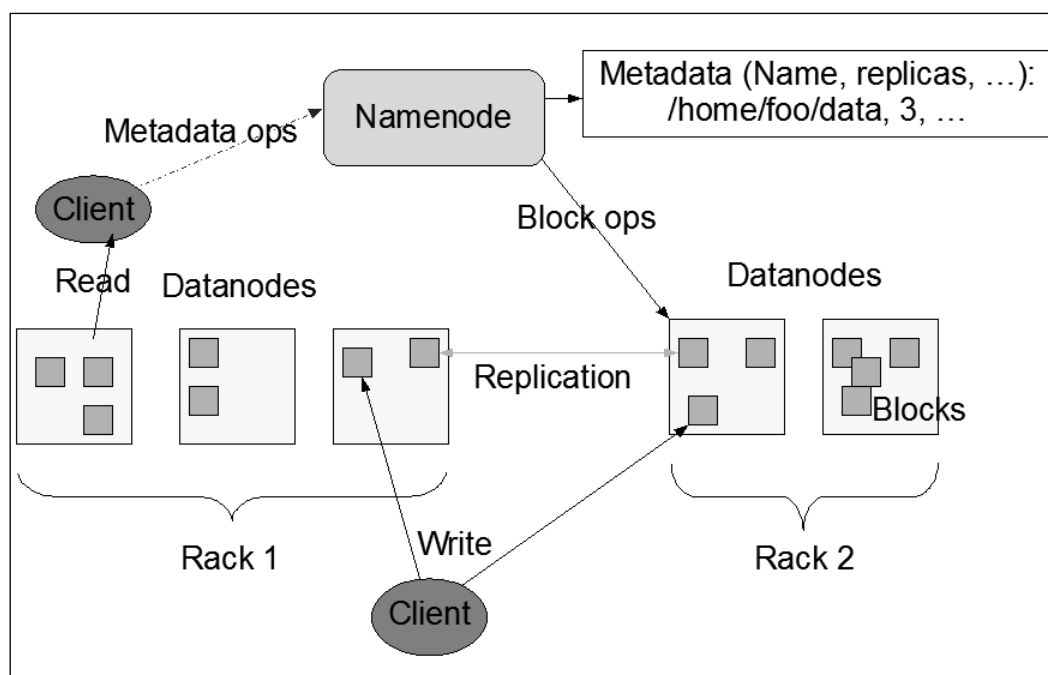 Metadata (Name, replicas, …):
/home/foo/data, 3, …
Namenode
Metadata ops
Client
Block ops
Read
Datanodes
Datanodes
Replication
Blocks
Rack 1
Write
Rack 2
Client